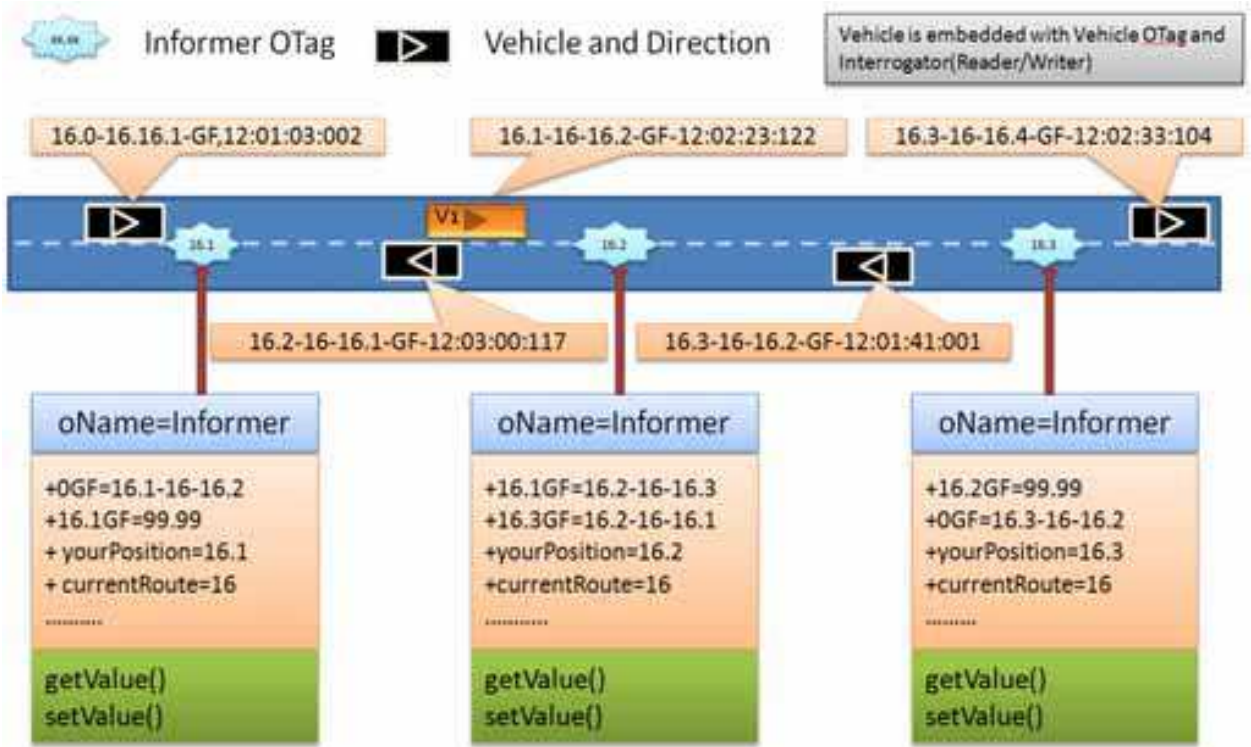 Informer OTag
Vehicle and Direction
Vehicle is embedded with Vehicle OTag and
Interrogator(Reader/Writer)
16.0-16.16.1-GF,12:01:03:002
16.1-16-16.2-GF-12:02:23:122
16.3-16-16.4-GF-12:02:33:104
V1
16.1
16.2
16.3
16.2-16-16.1-GF-12:03:00:117
16.3-16-16.2-GF-12:01:41:001
oName=Informer
+0GF=16.1-16-16.2
+16.1GF=99.99
+ yourPosition=16.1
+ currentRoute=16
..........
getValue()
setValue()
oName=Informer
+16.1GF=16.2-16-16.3
+16.3GF=16.2-16-16.1
+yourPosition=16.2
+currentRoute=16
...........
getValue()
setValue()
oName=Informer
+16.2GF=99.99
+0GF=16.3-16-16.2
+yourPosition=16.3
+currentRoute=16
.........
getValue()
setValue()